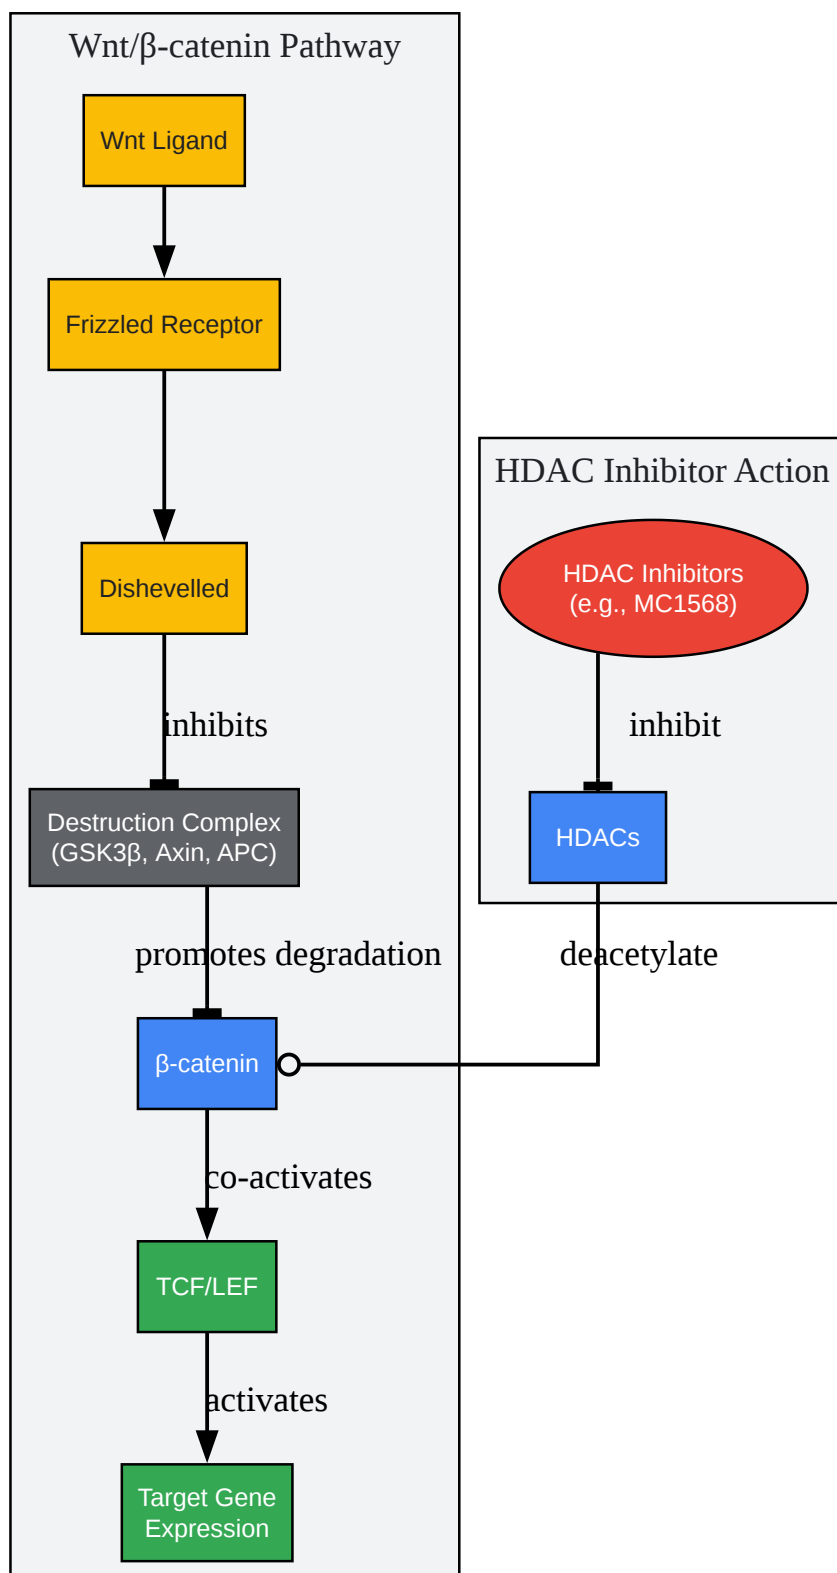 Wnt/β-catenin Pathway
Wnt Ligand
Frizzled Receptor
Dishevelled
inhibits
Destruction Complex
(GSK3β, Axin, APC)
promotes degradation
β-catenin
co-activates
TCF/LEF
activates
Target Gene
Expression
HDAC Inhibitor Action
HDAC Inhibitors
(e.g., MC1568)
inhibit
HDACs
deacetylate